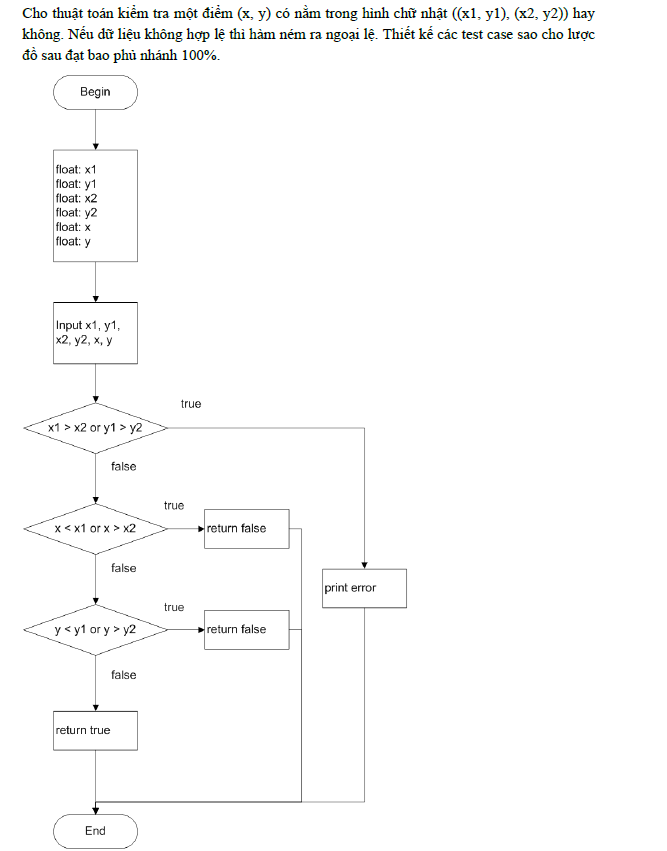 Cho thuật toán kiểm tra một điểm (x, y) có nằm trong hình chữ nhật ((x1, y1), (x2, y2)) hay
không. Nếu dữ liệu không hợp lệ thì hàm ném ra ngoại lệ. Thiết kế các test case sao cho lược
đồ sau đạt bao phủ nhánh 100%.
Begin
float: x1
float: y1
float: x2
float: y2
float: x
float: y
Input x1, y1,
x2, y2, x, y
true
x1 > x2 or y1 > y2
false
true
x < x1 or x > x2
return false
false
print error
true
y < y1 or y > y2
return false
false
return true
End